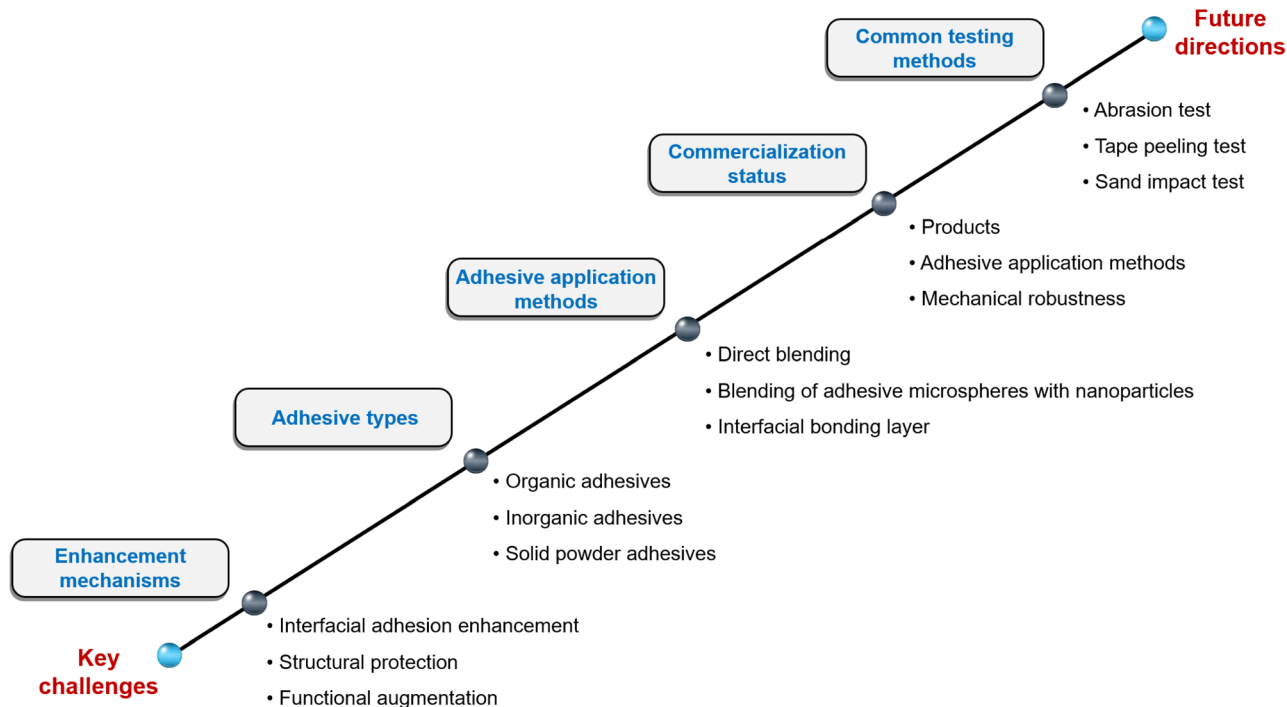 Future
directions
Common testing
methods
• Abrasion test
• Tape peeling test
• Sand impact test
Commercialization
status
• Products
• Adhesive application methods
• Mechanical robustness
Adhesive application
methods
• Direct blending
• Blending of adhesive microspheres with nanoparticles
• Interfacial bonding layer
Adhesive types
• Organic adhesives
• Inorganic adhesives
• Solid powder adhesives
Enhancement
mechanisms
• Interfacial adhesion enhancement
• Structural protection
• Functional augmentation
Key
challenges